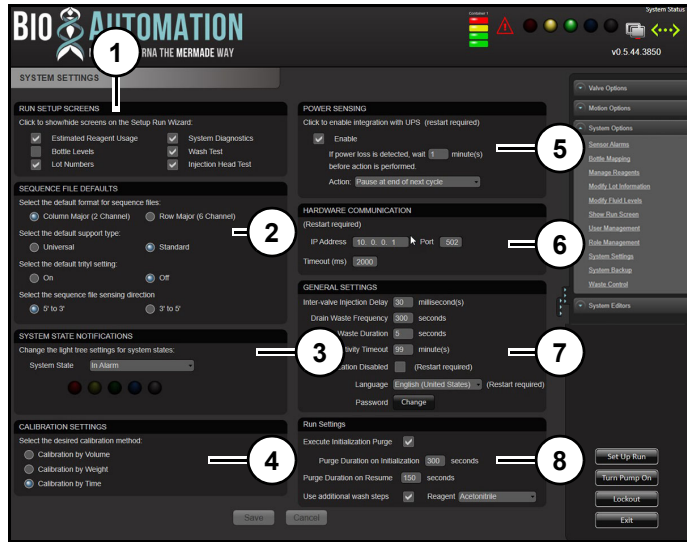 System Status
Container 1
BIO AUTOMATION
RNA THE MERMADE WAY
v0.5.44.3850
SYSTEM SETTINGS
1
RUN SETUP SCREENS
Click to show/hide screens on the Setup Run Wizard:
Estimated Reagent Usage
System Diagnostics
Bottle Levels
Wash Test
Lot Numbers
Injection Head Test
SEQUENCE FILE DEFAULTS
Select the default format for sequence files:
Column Major (2 Channel)
Row Major (6 Channel)
2
Select the default support type:
Universal
Standard
Select the default trityl setting:
On
Off
Select the sequence file sensing direction
5' to 3'
3' to 5'
SYSTEM STATE NOTIFICATIONS
Change the light tree settings for system states:
3
System State
In Alarm
CALIBRATION SETTINGS
Select the desired calibration method:
Calibration by Volume
Calibration by Weight
4
Calibration by Time
POWER SENSING
Click to enable integration with UPS (restart required)
Enable
5
If power loss is detected, wait 1 minute(s)
before action is performed.
Action: Pause at end of next cycle
HARDWARE COMMUNICATION
(Restart required)
IP Address 10. 0. 0. 1 Port 502
6
Timeout (ms) 2000
GENERAL SETTINGS
Inter-valve Injection Delay 30 millisecond(s)
Drain Waste Frequency 300 seconds
Waste Duration 5 seconds
Timeout 99 minute(s)
7
Disabled (Restart required)
Language English (United States) (Restart required)
Password Change
Run Settings
Execute Initialization Purge
Purge Duration on Initialization 300 seconds
8
Purge Duration on Resume 150 seconds
Use additional wash steps Reagent Acetonitrile
Save
Cancel
Valve Options
Motion Options
System Options
Sensor Alarms
Bottle Mapping
Manage Reagents
Modify Lot Information
Modify Fluid Levels
Show Run Screen
User Management
Role Management
System Settings
System Backup
Waste Control
System Editors
Set Up Run
Turn Pump On
Lockout
Exit